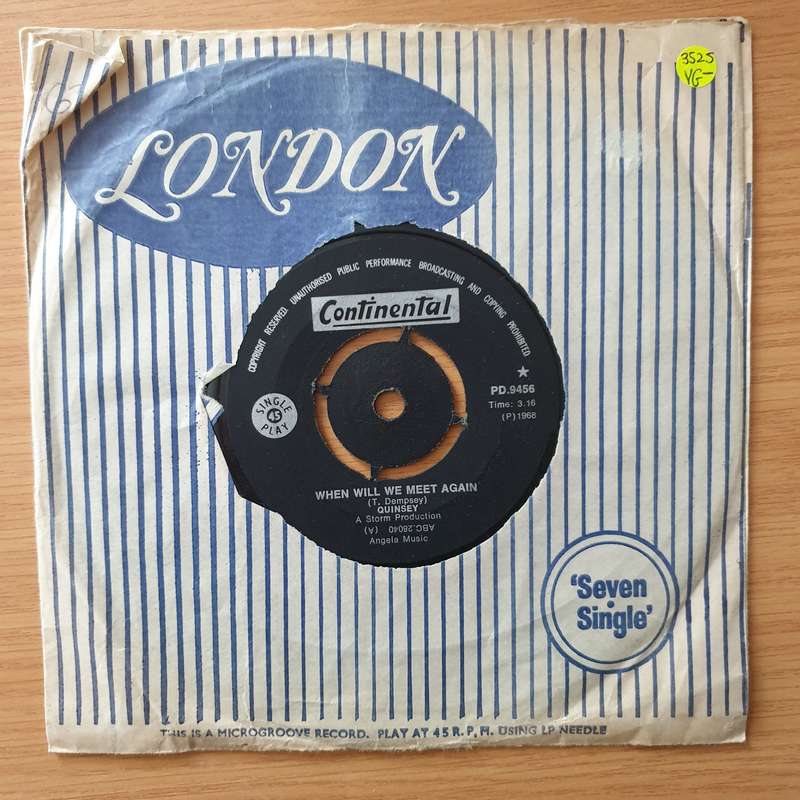 3525
VG-
LONDON
COPYRIGHT RESERVED. UNAUTHORISED PUBLIC PERFORMANCE BROADCASTING AND COPYING PROHIBITED
Continental
★
PD.9456
Time: 3.16
(P)1968
SINGLE
45
PLAY
WHEN WILL WE MEET AGAIN
(T. Dempsey)
QUINSEY
A Storm Production
ABC.28040 (A)
Angela Music
'Seven
Single'
THIS IS A MICROGROOVE RECORD. PLAY AT 45 R.P.M. USING LP NEEDLE